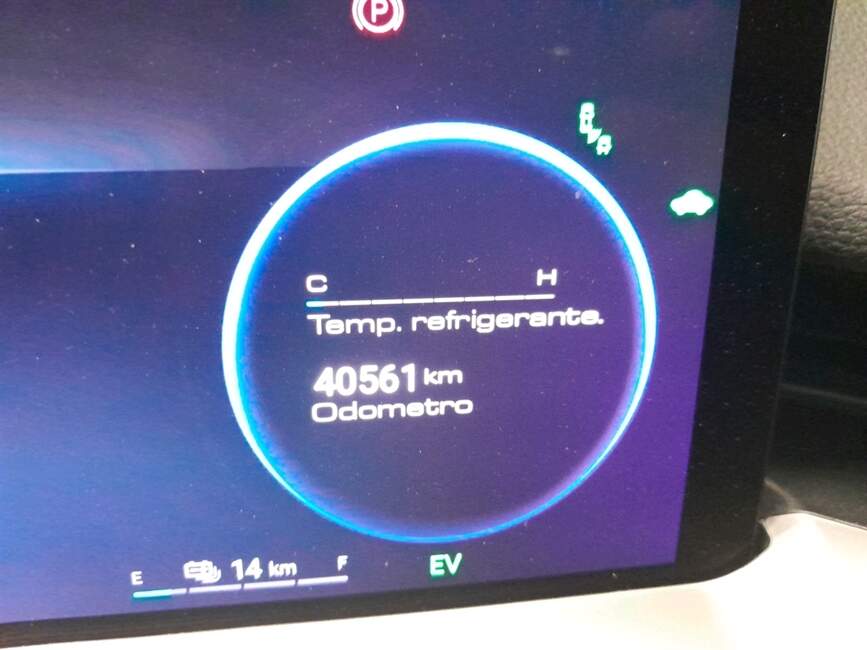 P
C H
Temp. refrigerante.
40561 km
Odometro
E 14 km F
EV